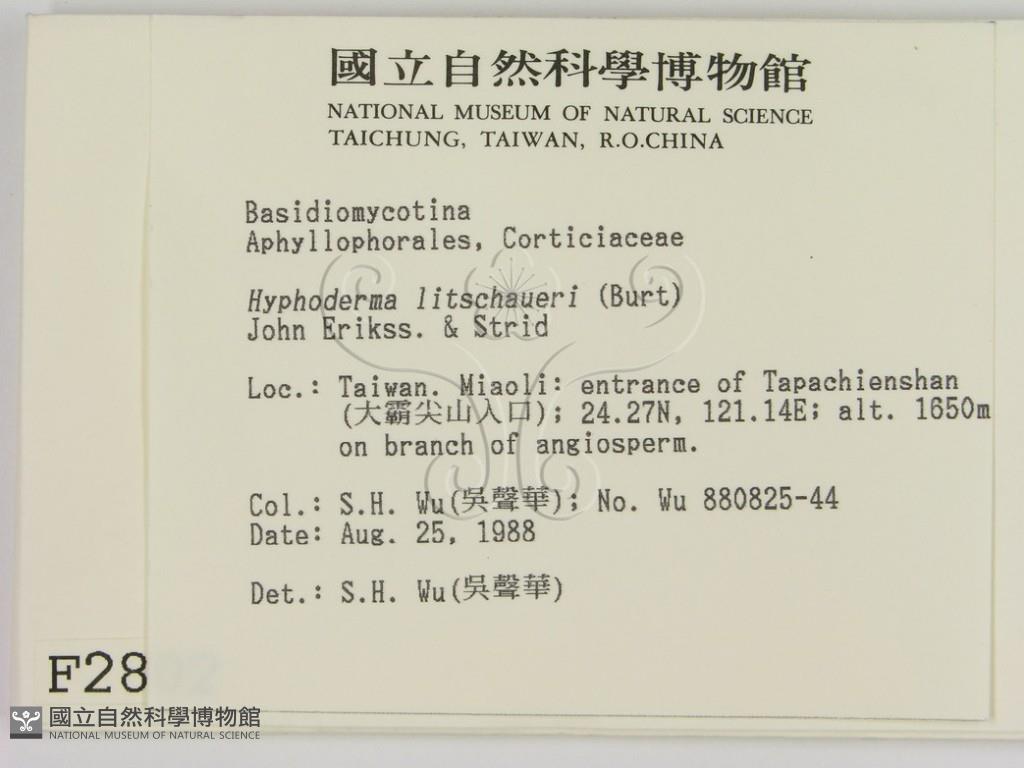 國立自然科學博物館
NATIONAL MUSEUM OF NATURAL SCIENCE
TAICHUNG, TAIWAN, R.O.CHINA
Basidiomycotina
Aphyllophorales, Corticiaceae
Hyphoderma litschaueri (Burt)
John Erikss. & Strid
Loc.: Taiwan. Miaoli: entrance of Tapachienshan
(大霸尖山入口); 24.27N, 121.14E; alt. 1650m
on branch of angiosperm.
Col.: S.H. Wu(吳聲華); No. Wu 880825-44
Date: Aug. 25, 1988
Det.: S.H. Wu(吳聲華)
F28
國立自然科學博物館
NATIONAL MUSEUM OF NATURAL SCIENCE